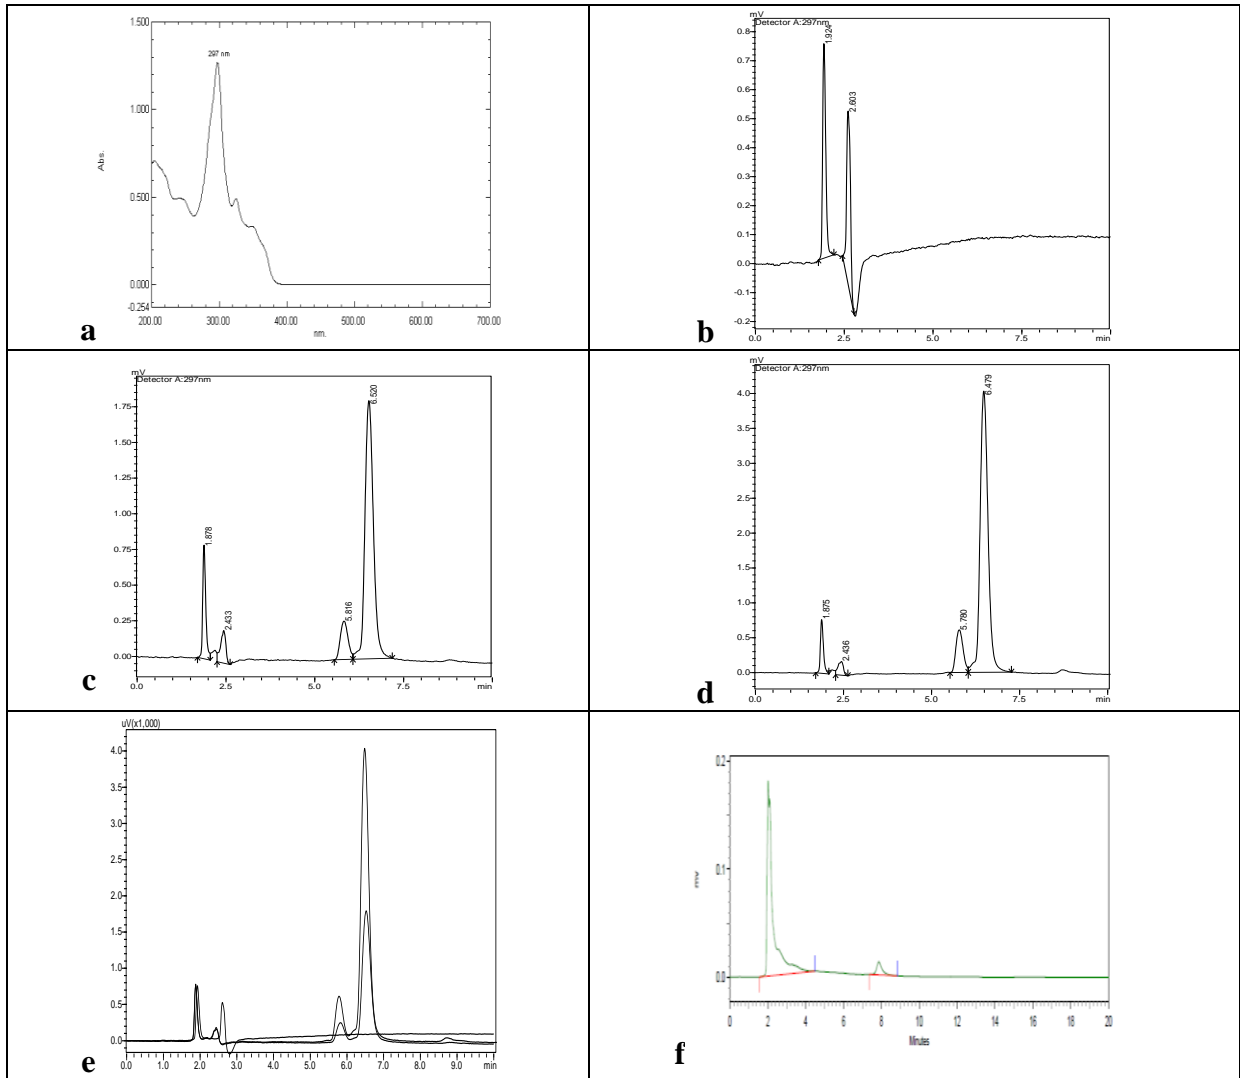 1.500
297 nm
1.000
Abs.
0.500
0.000
-0.254
200.00 300.00 400.00 500.00 600.00 700.00
nm.
a
mV
Detector A:297nm
0.8
0.7
0.6
0.5
0.4
0.3
0.2
0.1
0.0
-0.1
-0.2
1.924
2.603
0.0 2.5 5.0 7.5 min
b
mV
Detector A:297nm
1.75
1.50
1.25
1.00
0.75
0.50
0.25
0.00
1.878
2.433
5.816
6.520
0.0 2.5 5.0 7.5 min
c
mV
Detector A:297nm
4.0
3.5
3.0
2.5
2.0
1.5
1.0
0.5
0.0
1.875
2.436
5.780
6.479
0.0 2.5 5.0 7.5 min
d
uV(x1,000)
4.0
3.5
3.0
2.5
2.0
1.5
1.0
0.5
0.0
0.0 1.0 2.0 3.0 4.0 5.0 6.0 7.0 8.0 9.0 min
e
0.2
0.1
0.0
mV
0 2 4 6 8 10 12 14 16 18 20
Minutes
f